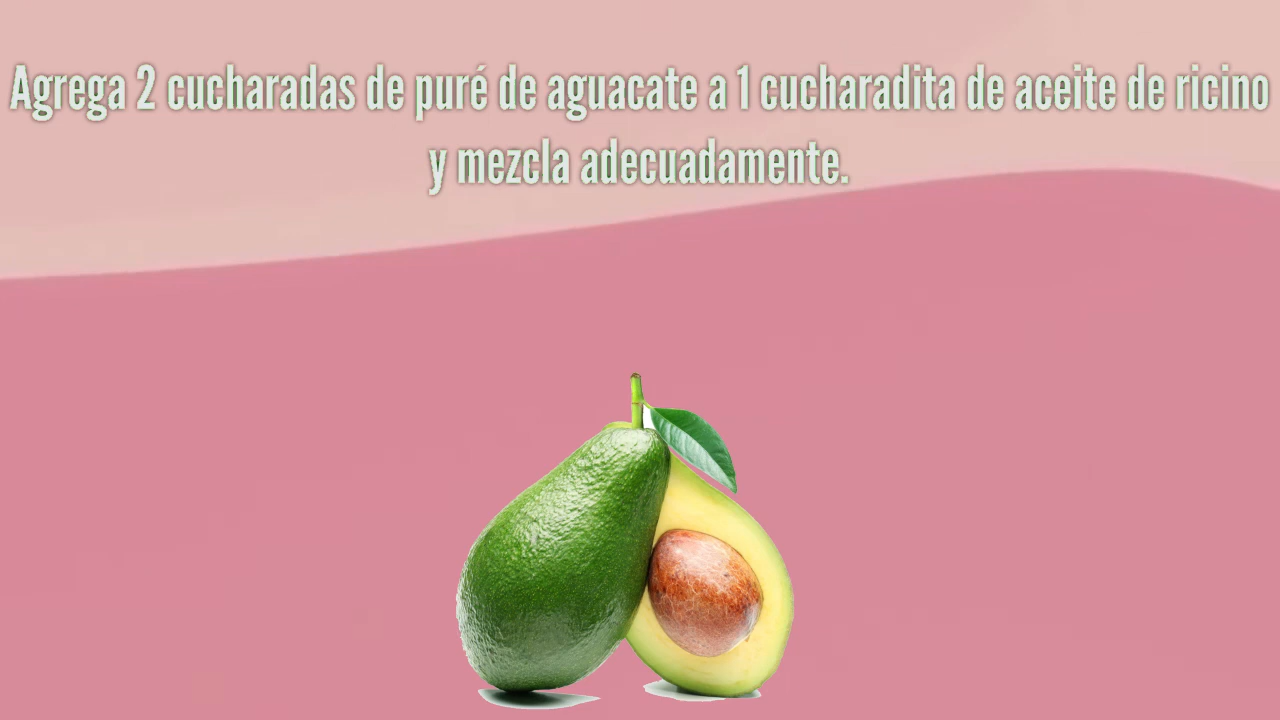 Agrega 2 cucharadas de puré de aguacate a 1 cucharadita de aceite de ricino
y mezcla adecuadamente.